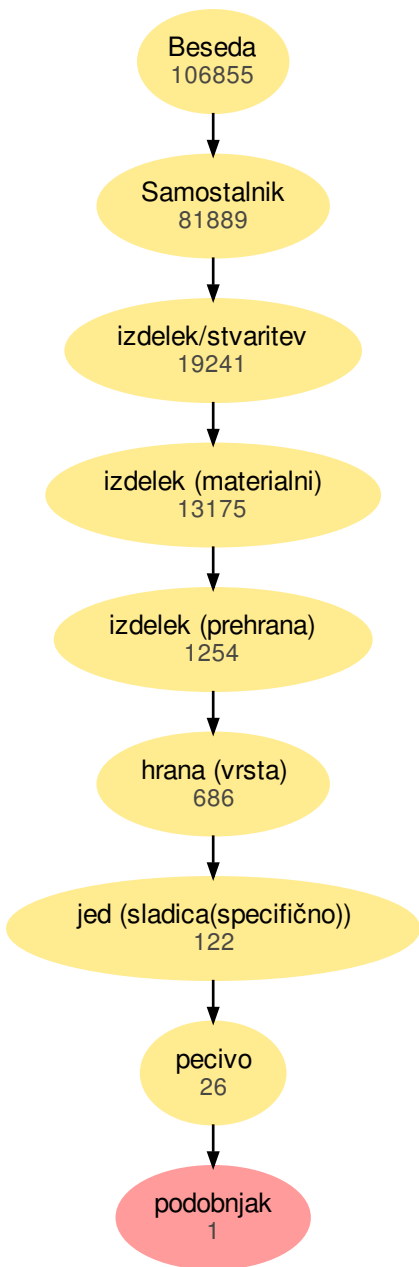 Beseda
106855
Samostalnik
81889
izdelek/stvaritev
19241
izdelek (materialni)
13175
izdelek (prehrana)
1254
hrana (vrsta)
686
jed (sladica(specifično))
122
pecivo
26
podobnjak
1